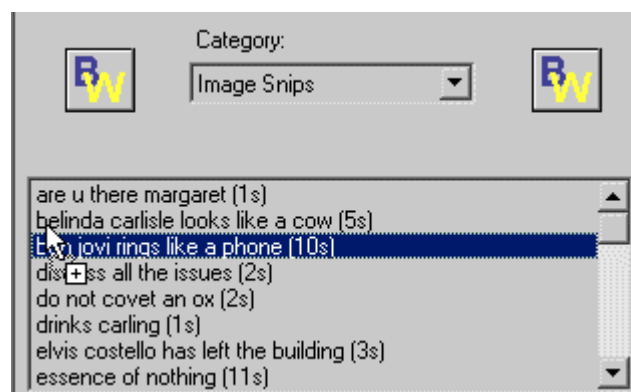 Category:
BW
Image Snips
BW
are u there margaret (1s)
belinda carlisle looks like a cow (5s)
jovi rings like a phone (10s)
all the issues (2s)
do not covet an ox (2s)
drinks carling (1s)
elvis costello has left the building (3s)
essence of nothing (11s)